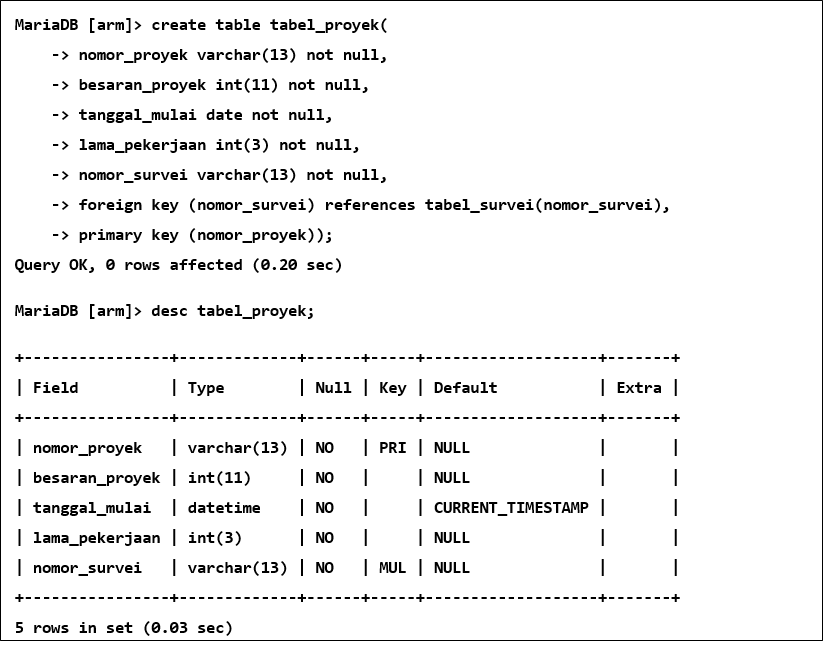 MariaDB [arm]> create table tabel_proyek(
    -> nomor_proyek varchar(13) not null,
    -> besaran_proyek int(11) not null,
    -> tanggal_mulai date not null,
    -> lama_pekerjaan int(3) not null,
    -> nomor_survei varchar(13) not null,
    -> foreign key (nomor_survei) references tabel_survei(nomor_survei),
    -> primary key (nomor_proyek));
Query OK, 0 rows affected (0.20 sec)
MariaDB [arm]> desc tabel_proyek;
+----------------+-------------+------+-----+-------------------+-------+
| Field          | Type        | Null | Key | Default           | Extra |
+----------------+-------------+------+-----+-------------------+-------+
| nomor_proyek   | varchar(13) | NO   | PRI | NULL              |       |
| besaran_proyek | int(11)     | NO   |     | NULL              |       |
| tanggal_mulai  | datetime    | NO   |     | CURRENT_TIMESTAMP |       |
| lama_pekerjaan | int(3)      | NO   |     | NULL              |       |
| nomor_survei   | varchar(13) | NO   | MUL | NULL              |       |
+----------------+-------------+------+-----+-------------------+-------+
5 rows in set (0.03 sec)